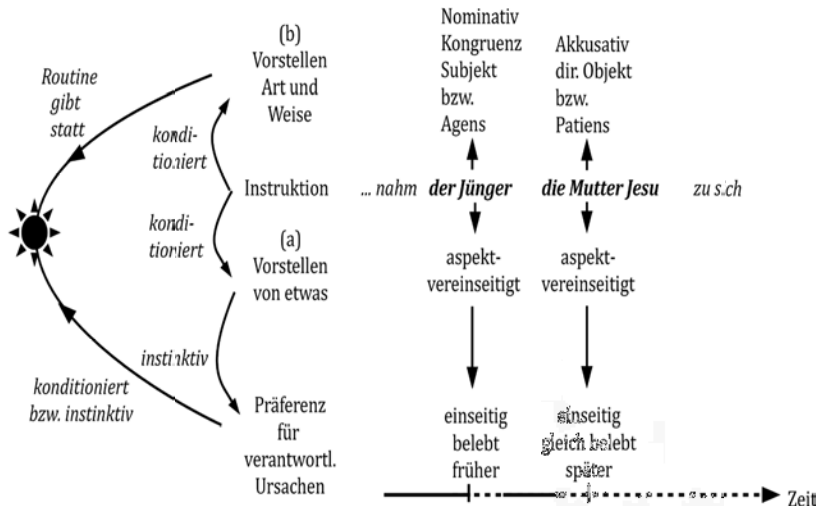 (b)
Vorstellen
Art und
Weise
Routine
gibt
statt
kondi-
tioniert
Instruktion
kondi-
tioniert
(a)
Vorstellen
von etwas
instinktiv
konditioniert
bzw. instinktiv
Präferenz
für
verantwortl.
Ursachen
Nominativ
Kongruenz
Subjekt
bzw.
Agens
Akkusativ
dir. Objekt
bzw.
Patiens
... nahm der Jünger die Mutter Jesu zu sich
aspekt-
vereinseitigt
aspekt-
vereinseitigt
einseitig
belebt
früher
einseitig
gleich belebt
später
Zeit